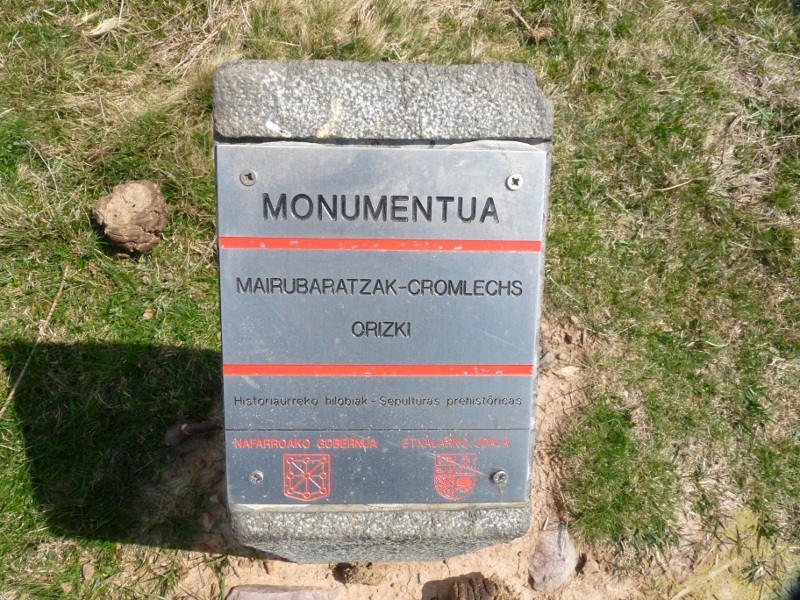 MONUMENTUA
MAIRUBARATZAK-CROMLECHS
ORIZKI
Historiaurreko hilobiak - Sepulturas prehistóricas
NAFARROAKO GOBERNUA ETXALARKO UDALA